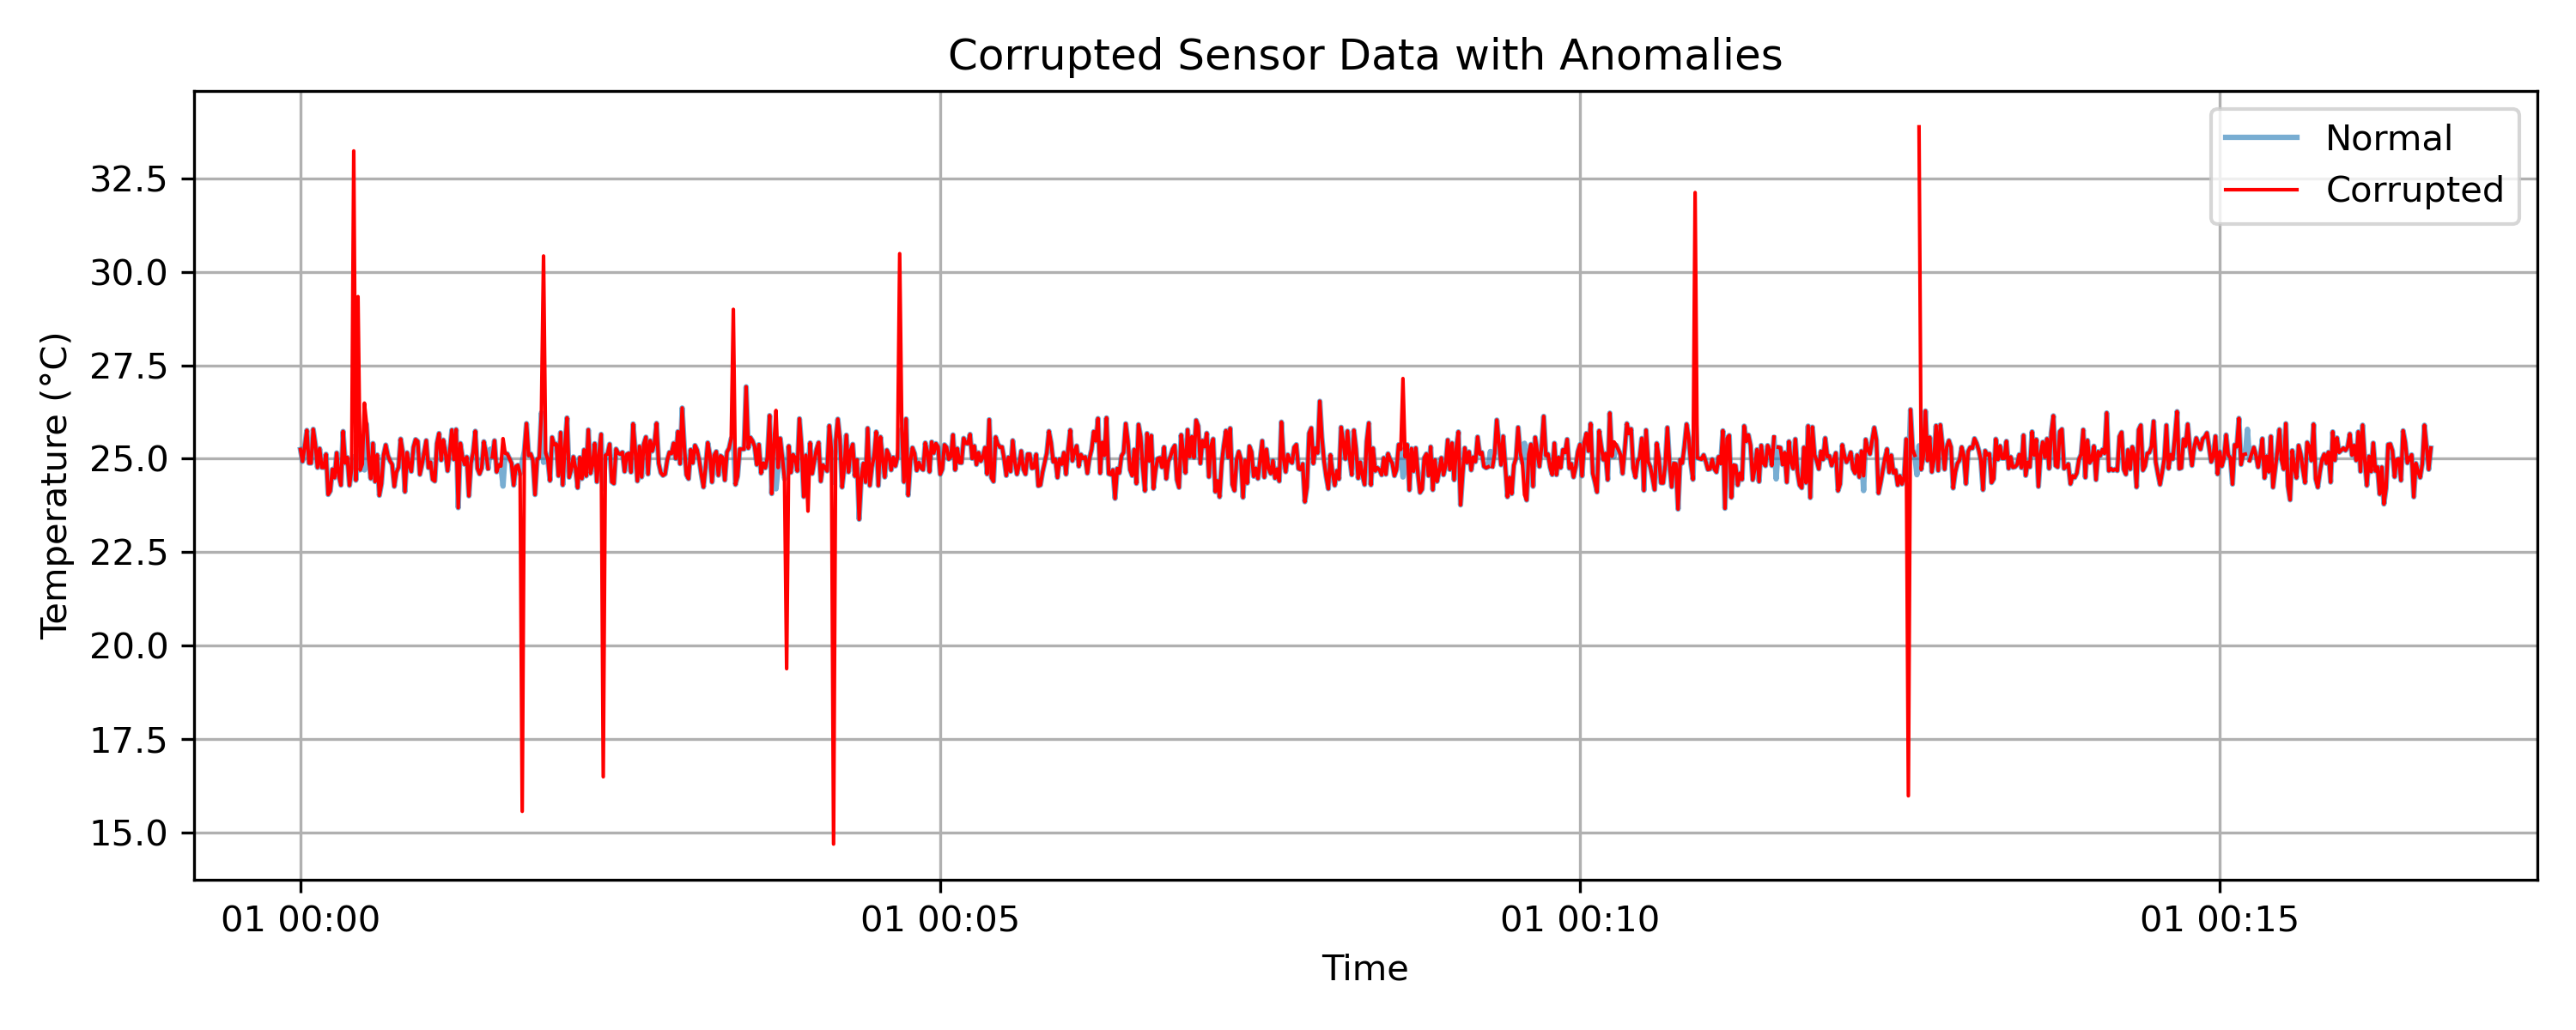 Corrupted Sensor Data with Anomalies
Normal
Corrupted
32.5
30.0
27.5
25.0
22.5
20.0
17.5
15.0
Temperature (°C)
01 00:00
01 00:05
01 00:10
01 00:15
Time